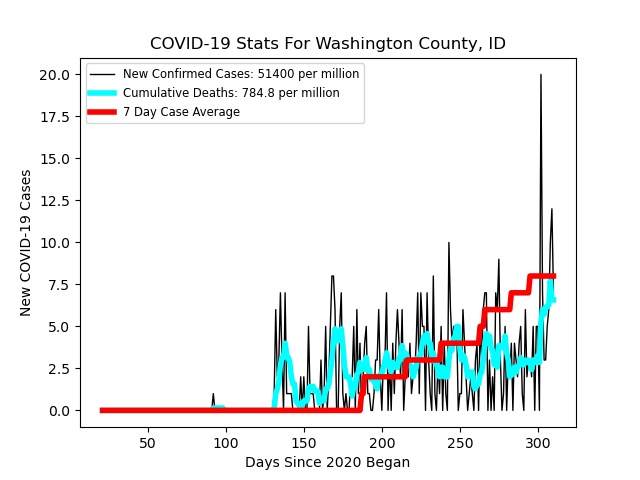 COVID-19 Stats For Washington County, ID
New Confirmed Cases: 51400 per million
Cumulative Deaths: 784.8 per million
7 Day Case Average
20.0
17.5
15.0
12.5
10.0
7.5
5.0
2.5
0.0
New COVID-19 Cases
50 100 150 200 250 300
Days Since 2020 Began